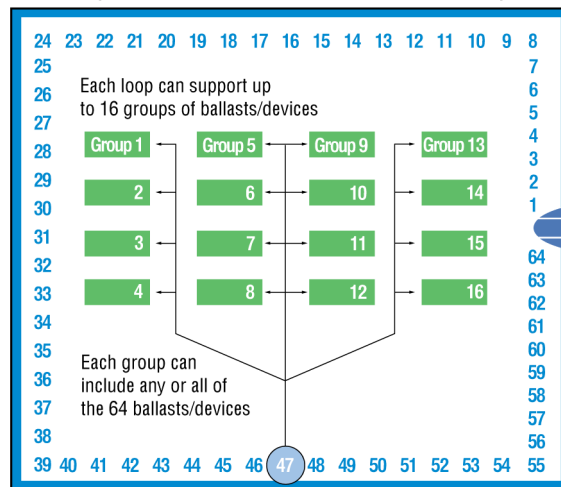 24 23 22 21 20 19 18 17 16 15 14 13 12 11 10 9 8
25 7
Each loop can support up
to 16 groups of ballasts/devices
26 6
27 5
28 Group 1 Group 5 Group 9 Group 13 4
3
29 2 6 10 14 2
30 1
31 3 7 11 15
32 64
33 4 8 12 16 63
62
34 61
35 60
Each group can
include any or all of
the 64 ballasts/devices
36 59
37 58
57
38 56
39 40 41 42 43 44 45 46 47 48 49 50 51 52 53 54 55